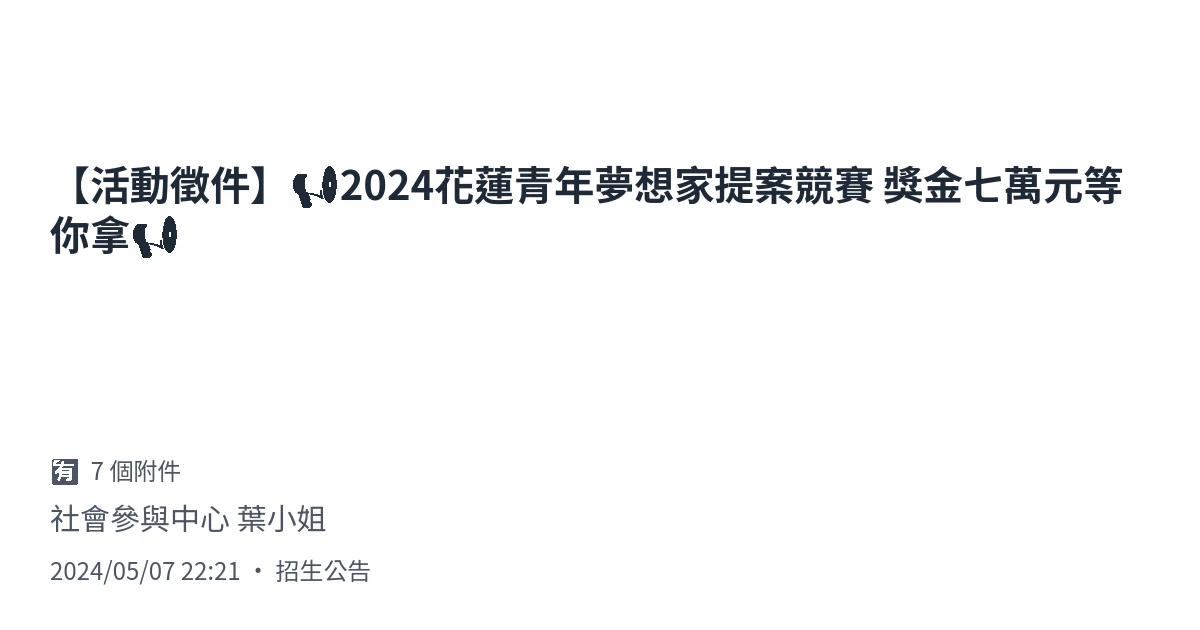 【活動徵件】📢2024花蓮青年夢想家提案競賽 獎金七萬元等
你拿📢
🈶 7 個附件
社會參與中心 葉小姐
2024/05/07 22:21 · 招生公告